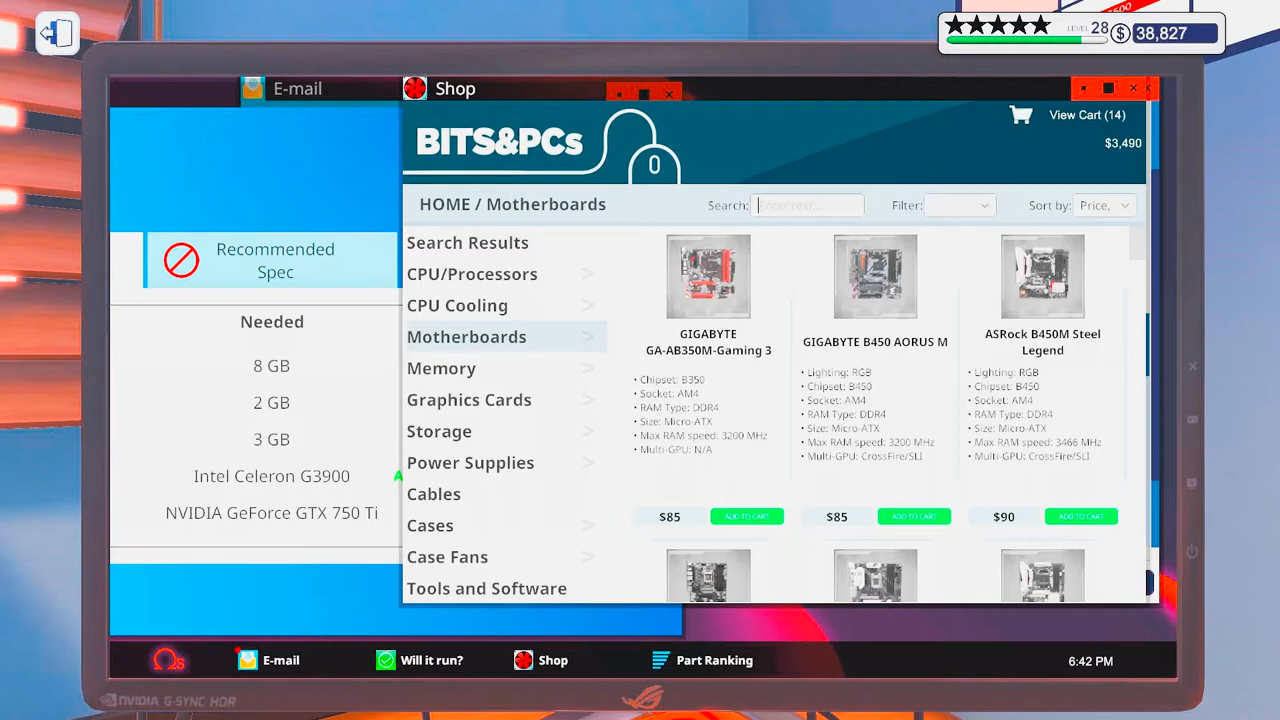 $600
LEVEL 28
$ 38,827
E-mail
Shop
BITS&PCs
View Cart (14)
$3,490
HOME / Motherboards
Search:
Enter text...
Filter:
Sort by:
Price,
Recommended
Spec
Needed
8 GB
2 GB
3 GB
Intel Celeron G3900
A
NVIDIA GeForce GTX 750 Ti
Search Results
CPU/Processors
CPU Cooling
Motherboards
Memory
Graphics Cards
Storage
Power Supplies
Cables
Cases
Case Fans
Tools and Software
GIGABYTE
GA-AB350M-Gaming 3
• Chipset: B350
• Socket: AM4
• RAM Type: DDR4
• Size: Micro-ATX
• Max RAM speed: 3200 MHz
• Multi-GPU: N/A
$85
ADD TO CART
GIGABYTE B450 AORUS M
• Lighting: RGB
• Chipset: B450
• Socket: AM4
• RAM Type: DDR4
• Size: Micro-ATX
• Max RAM speed: 3200 MHz
• Multi-GPU: CrossFire/SLI
$85
ADD TO CART
ASRock B450M Steel
Legend
• Lighting: RGB
• Chipset: B450
• Socket: AM4
• RAM Type: DDR4
• Size: Micro-ATX
• Max RAM speed: 3466 MHz
• Multi-GPU: CrossFire/SLI
$90
ADD TO CART
Ωs
E-mail
Will it run?
Shop
Part Ranking
6:42 PM
NVIDIA G-SYNC HDR